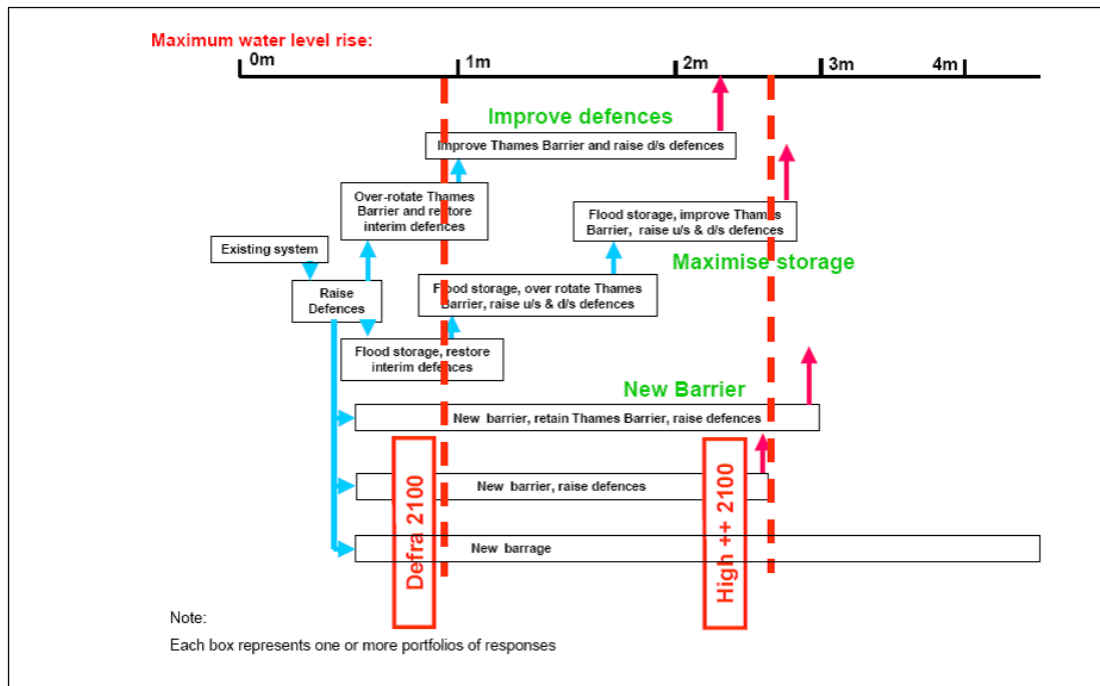 Maximum water level rise:
0m
1m
2m
3m
4m
Improve defences
Improve Thames Barrier and raise d/s defences
Over-rotate Thames
Barrier and restore
interim defences
Flood storage, improve Thames
Barrier, raise u/s & d/s defences
Existing system
Maximise storage
Raise
Defences
Flood storage, over rotate Thames
Barrier, raise u/s & d/s defences
Flood storage, restore
interim defences
New Barrier
New barrier, retain Thames Barrier, raise defences
New barrier, raise defences
New barrage
Defra 2100
High ++ 2100
Note:
Each box represents one or more portfolios of responses